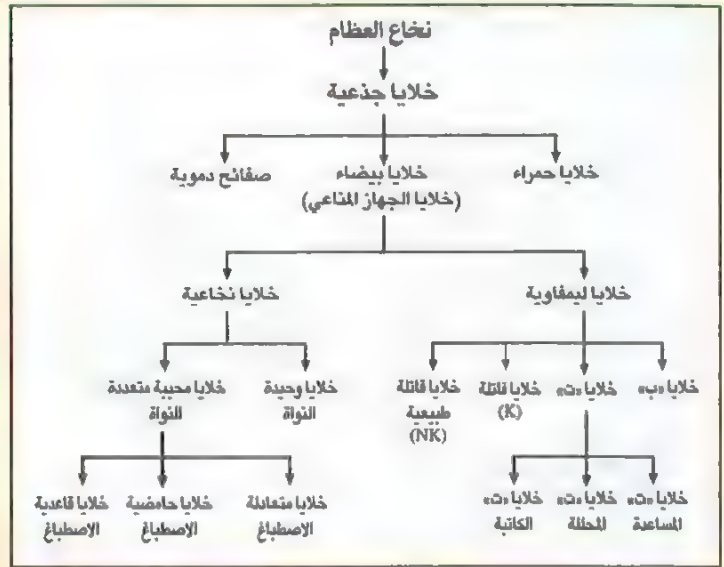 نخاع العظام
خلايا جذعية
خلايا حمراء
خلايا بيضاء
(خلايا الجهاز المناعي)
صفائح دموية
خلايا ليمفاوية
خلايا نخاعية
خلايا «ب»
خلايا «ت»
خلايا قاتلة
(K)
خلايا قاتلة
طبيعية
(NK)
خلايا وحيدة
النواة
خلايا محببة متعددة
النواة
خلايا «ت»
المساعدة
خلايا «ت»
المحللة
خلايا «ت»
الكاتبة
خلايا متعادلة
الاصطباغ
خلايا حامضية
الاصطباغ
خلايا قاعدية
الاصطباغ